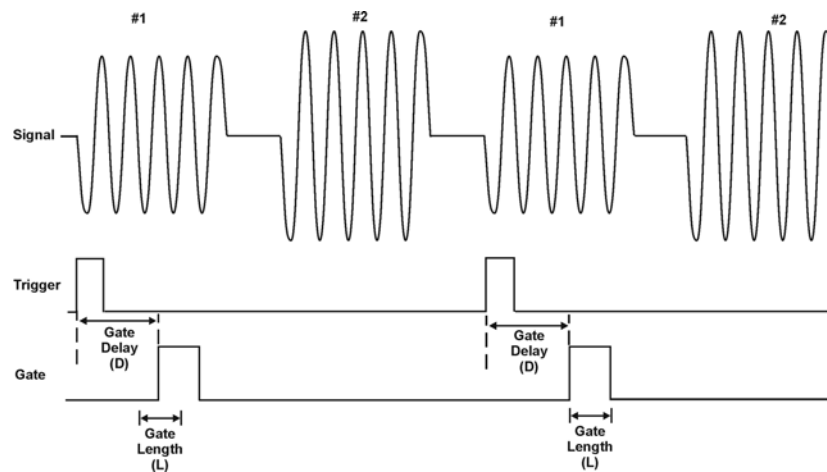 #1
#2
#1
#2
Signal
Trigger
Gate
Delay
(D)
Gate
Delay
(D)
Gate
Gate
Length
(L)
Gate
Length
(L)